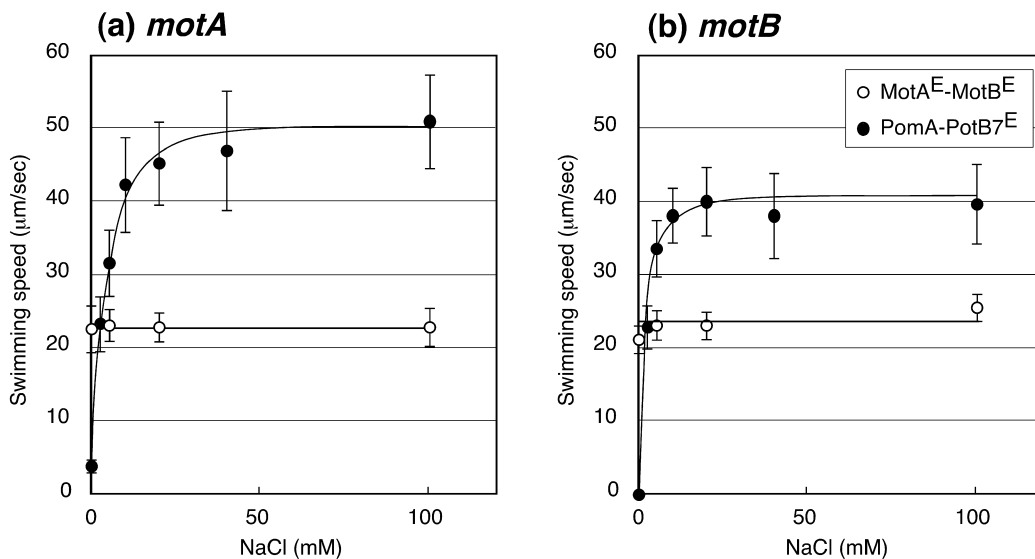 (a) motA
60
50
40
30
20
10
0
Swimming speed (μm/sec)
0
50
100
NaCl (mM)
(b) motB
60
50
40
30
20
10
0
Swimming speed (μm/sec)
0
50
100
NaCl (mM)
MotA^E-MotB^E
PomA-PotB7^E